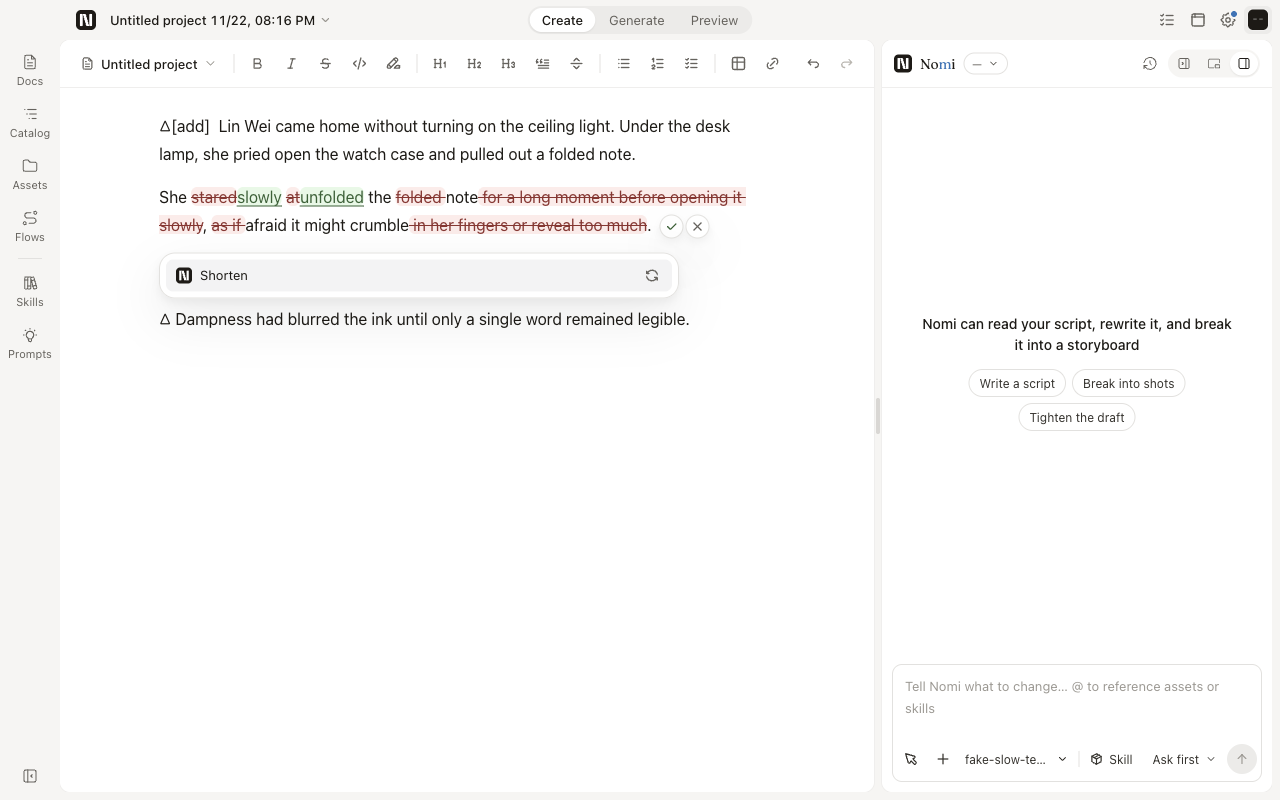 Untitled project 11/22, 08:16 PM
Create
Generate
Preview
Docs
Catalog
Assets
Flows
Skills
Prompts
Untitled project
B
I
S
H1
H2
H3
Δ[add]  Lin Wei came home without turning on the ceiling light. Under the desk
lamp, she pried open the watch case and pulled out a folded note.
She staredslowly atunfolded the folded note for a long moment before opening it
slowly, as if afraid it might crumble in her fingers or reveal too much.
Shorten
Δ Dampness had blurred the ink until only a single word remained legible.
Nomi
—
Nomi can read your script, rewrite it, and break
it into a storyboard
Write a script
Break into shots
Tighten the draft
Tell Nomi what to change... @ to reference assets or
skills
fake-slow-te...
Skill
Ask first